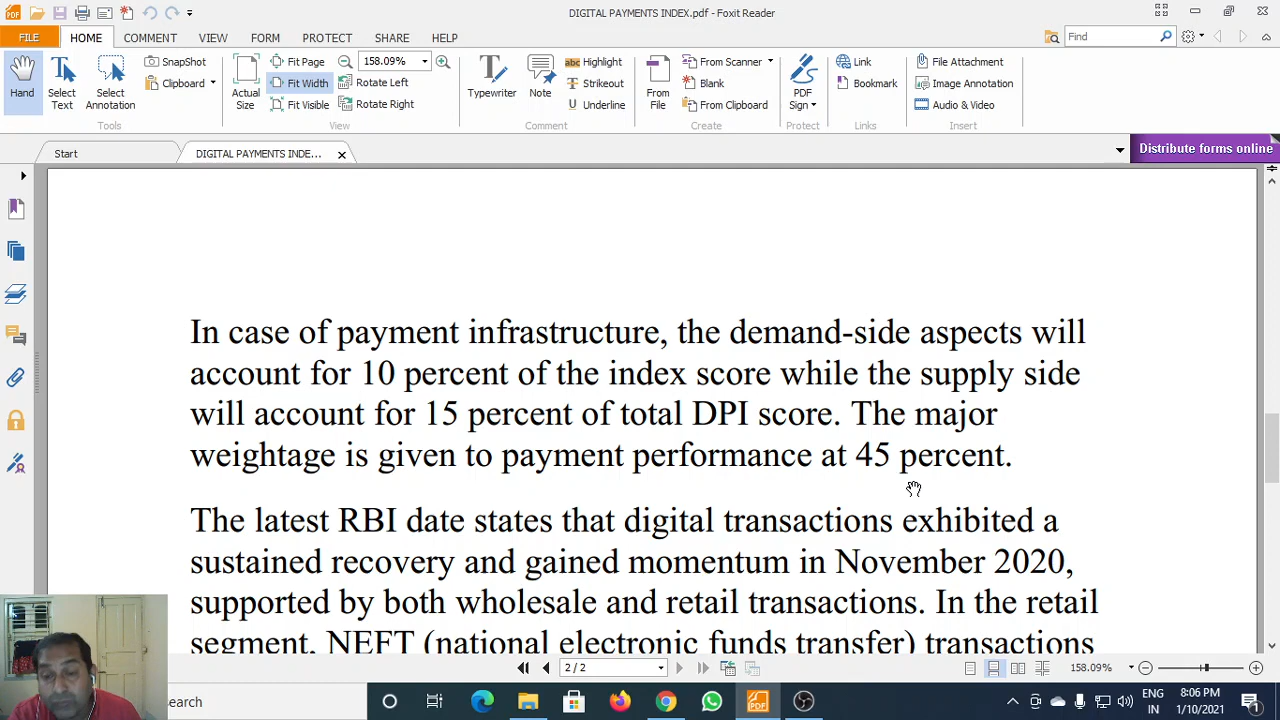 DIGITAL PAYMENTS INDEX.pdf - Foxit Reader
FILE HOME COMMENT VIEW FORM PROTECT SHARE HELP
Find
Hand
Select Text
Select Annotation
SnapShot
Clipboard
Tools
Actual Size
Fit Page
Fit Width
Fit Visible
158.09%
Rotate Left
Rotate Right
View
Typewriter
Note
Highlight
Strikeout
Underline
Comment
From File
From Scanner
Blank
From Clipboard
Create
PDF Sign
Protect
Link
Bookmark
Links
File Attachment
Image Annotation
Audio & Video
Insert
Start
DIGITAL PAYMENTS INDE...
Distribute forms online
In case of payment infrastructure, the demand-side aspects will
account for 10 percent of the index score while the supply side
will account for 15 percent of total DPI score. The major
weightage is given to payment performance at 45 percent.
The latest RBI date states that digital transactions exhibited a
sustained recovery and gained momentum in November 2020,
supported by both wholesale and retail transactions. In the retail
segment, NEFT (national electronic funds transfer) transactions
2 / 2
158.09%
search
ENG
IN
8:06 PM
1/10/2021